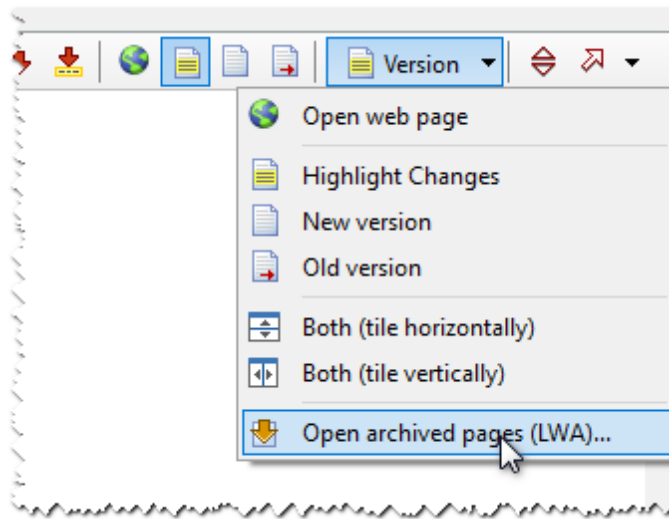 Version
Open web page
Highlight Changes
New version
Old version
Both (tile horizontally)
Both (tile vertically)
Open archived pages (LWA)...